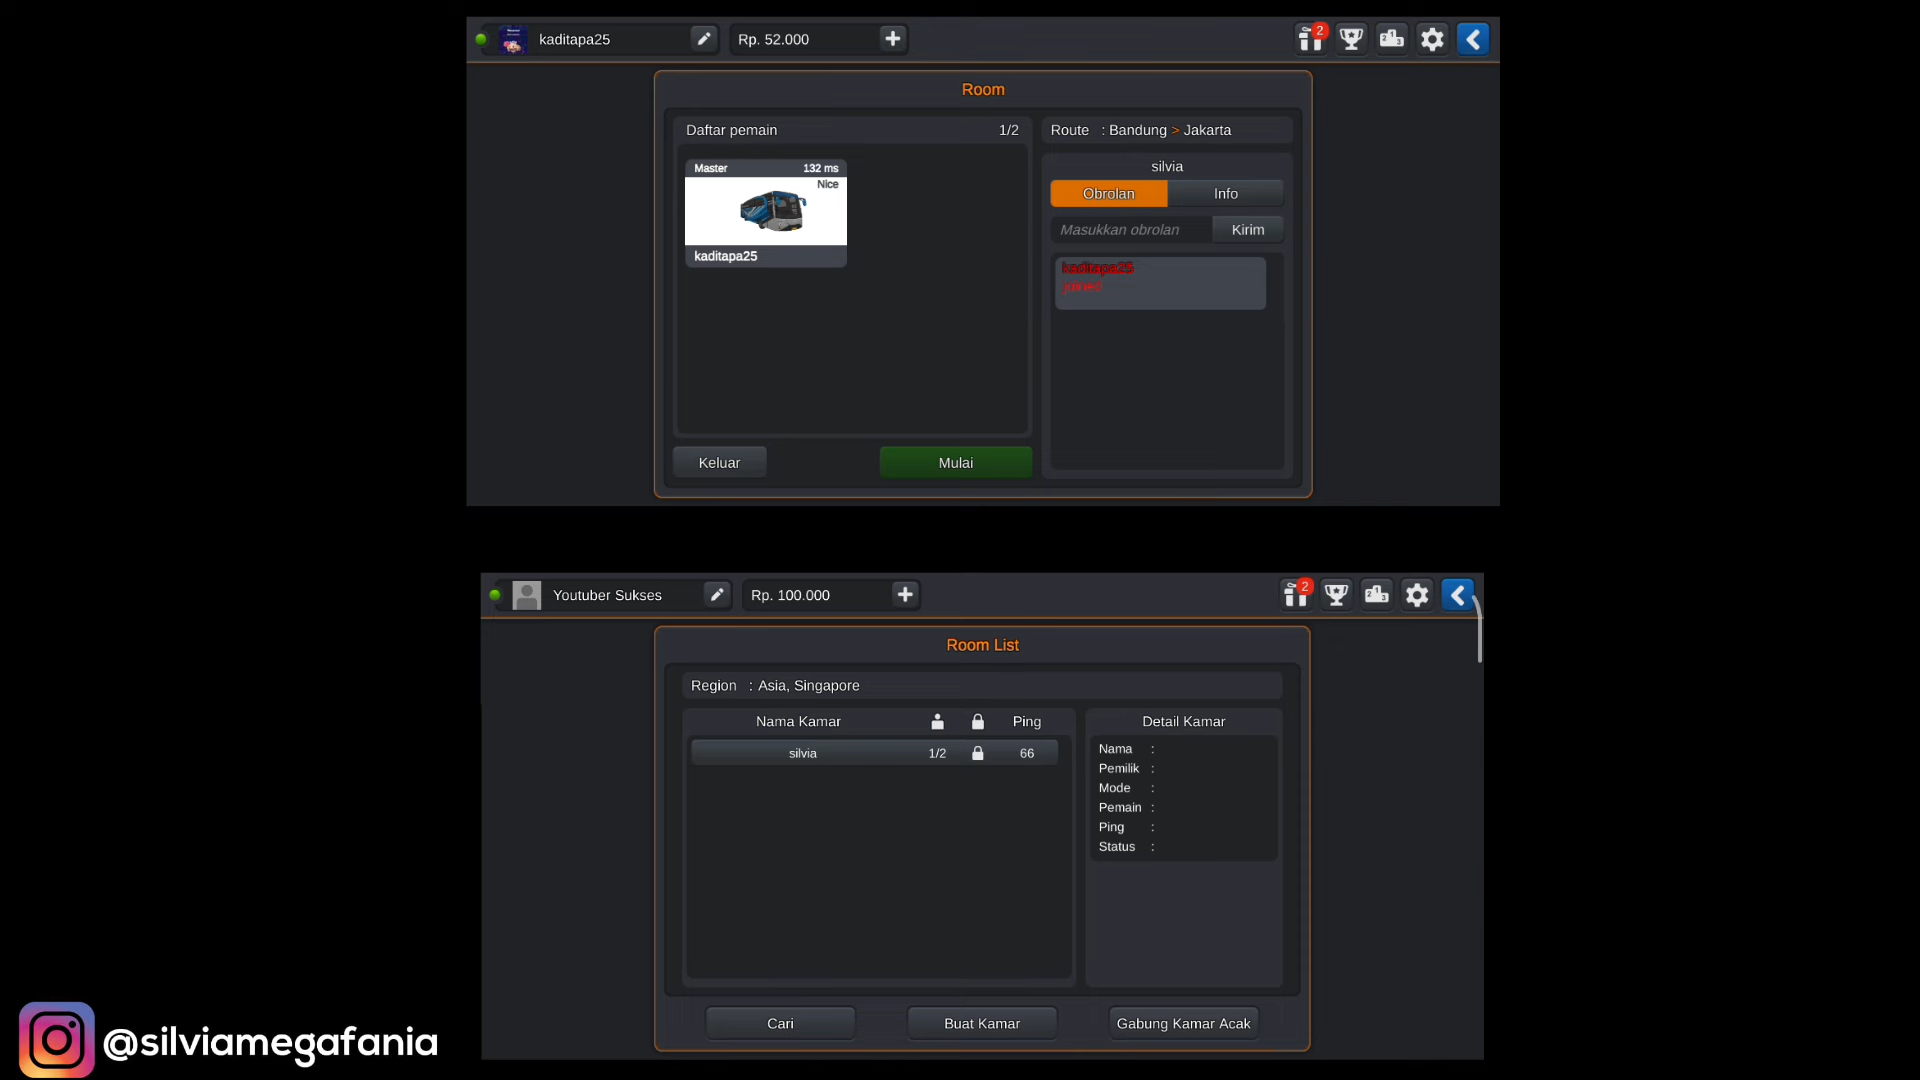 kaditapa25
Rp. 52.000
2
Room
Daftar pemain
1/2
Master
132 ms
Nice
kaditapa25
Keluar
Mulai
Route : Bandung > Jakarta
silvia
Obrolan
Info
Masukkan obrolan
Kirim
kaditapa25
joined
Youtuber Sukses
Rp. 100.000
2
Room List
Region : Asia, Singapore
Nama Kamar
Ping
silvia
1/2
66
Detail Kamar
Nama :
Pemilik :
Mode :
Pemain :
Ping :
Status :
Cari
Buat Kamar
Gabung Kamar Acak
@silviamegafania